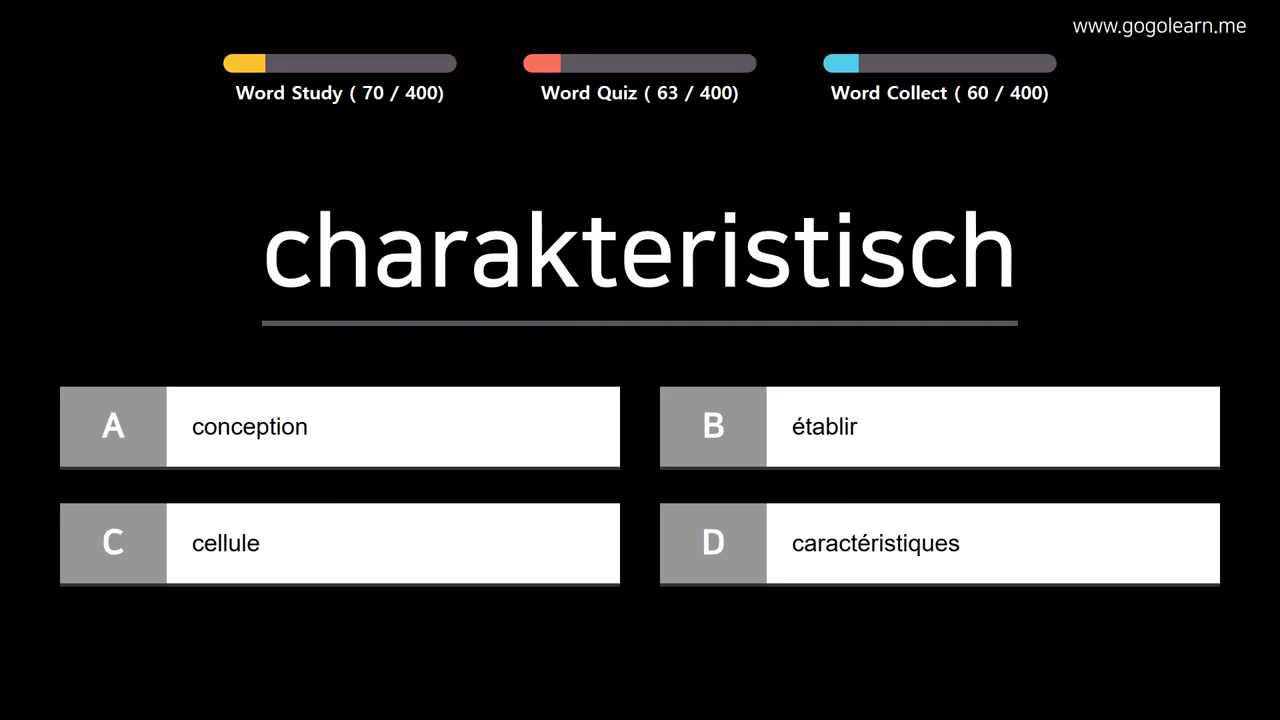 www.gogolearn.me
Word Study ( 70 / 400)
Word Quiz ( 63 / 400)
Word Collect ( 60 / 400)
charakteristisch
A conception
B établir
C cellule
D caractéristiques